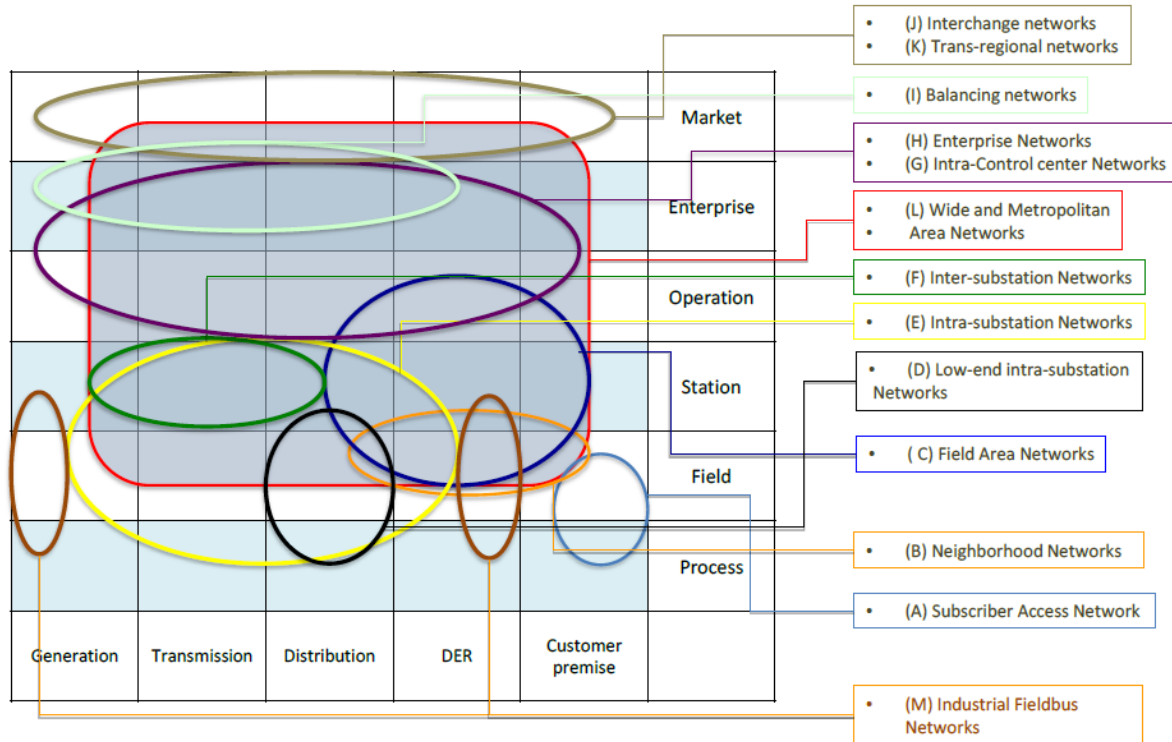 • (J) Interchange networks
• (K) Trans-regional networks
Market
• (I) Balancing networks
• (H) Enterprise Networks
• (G) Intra-Control center Networks
Enterprise
• (L) Wide and Metropolitan
• Area Networks
• (F) Inter-substation Networks
Operation
• (E) Intra-substation Networks
• (D) Low-end intra-substation
Networks
Station
• ( C) Field Area Networks
Field
• (B) Neighborhood Networks
Process
• (A) Subscriber Access Network
Generation
Transmission
Distribution
DER
Customer
premise
• (M) Industrial Fieldbus
Networks